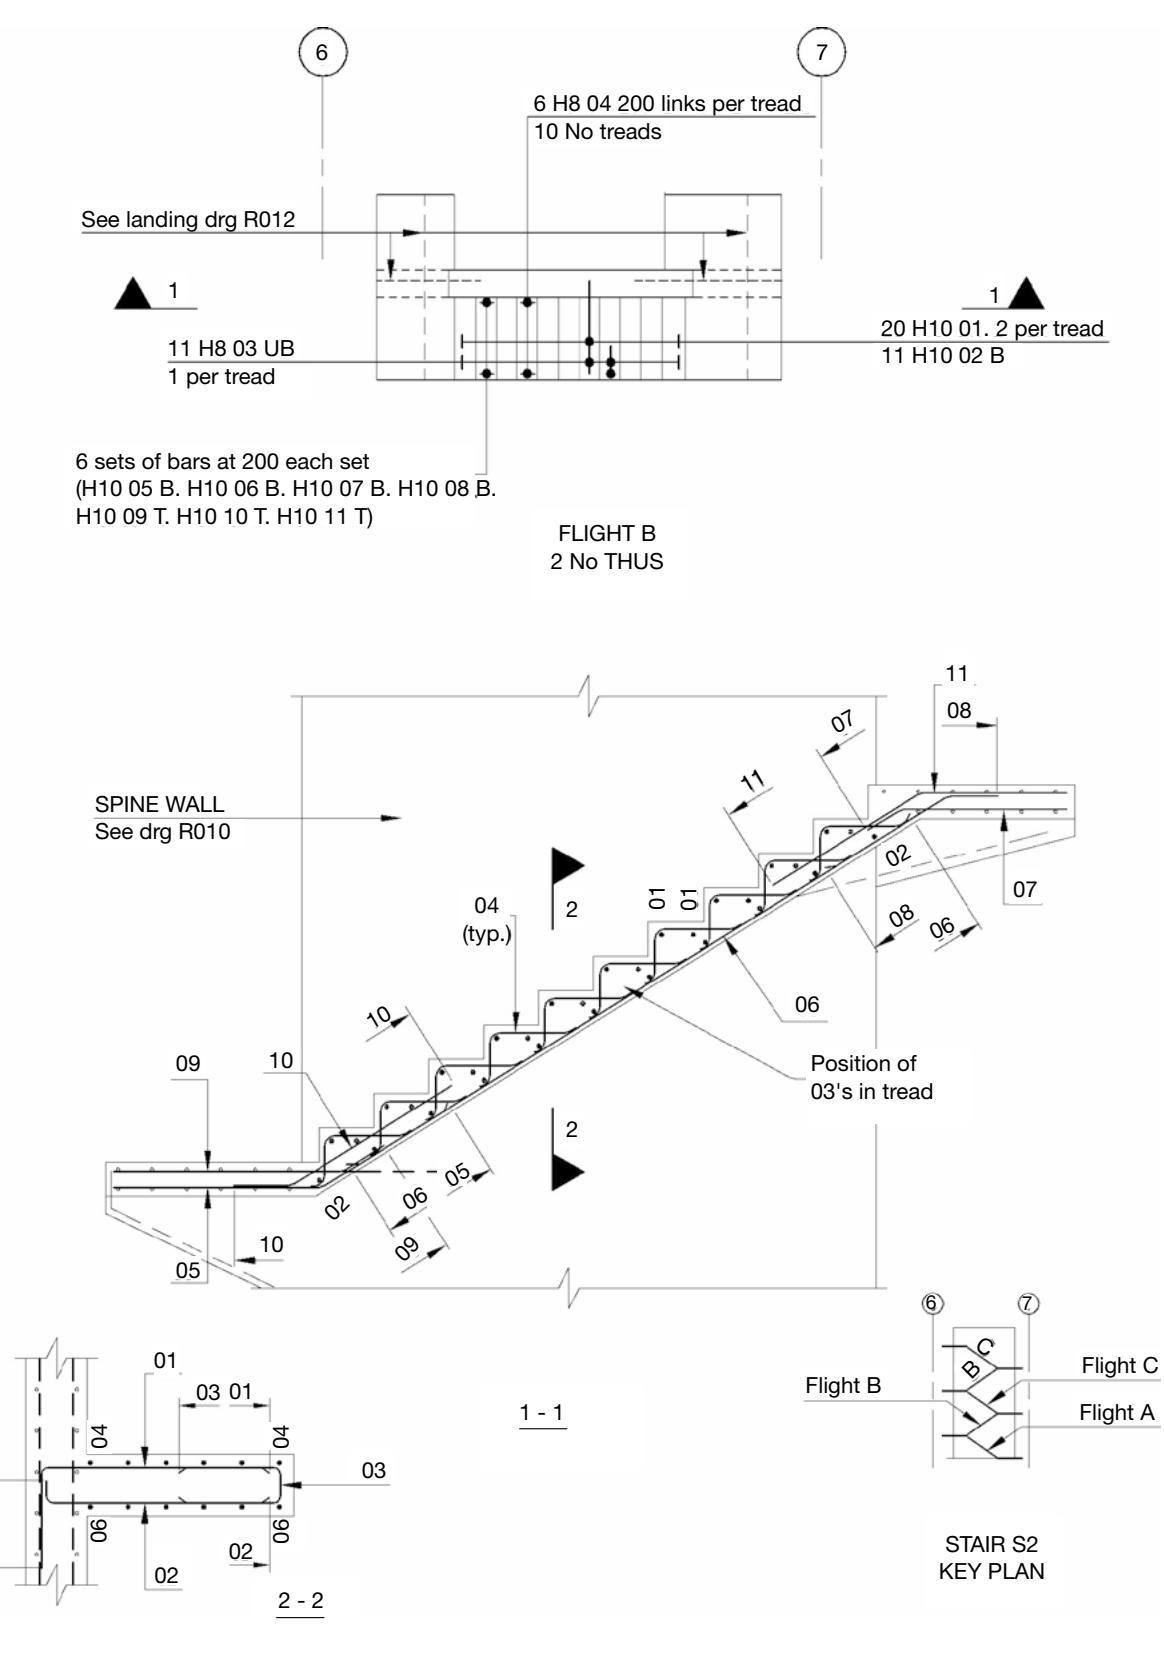 6
7
6 H8 04 200 links per tread
10 No treads
See landing drg R012
1
1
20 H10 01. 2 per tread
11 H10 02 B
11 H8 03 UB
1 per tread
6 sets of bars at 200 each set
(H10 05 B. H10 06 B. H10 07 B. H10 08 B.
H10 09 T. H10 10 T. H10 11 T)
FLIGHT B
2 No THUS
11
08
07
11
SPINE WALL
See drg R010
02
07
01
01
04
(typ.)
2
08
06
06
10
Position of
03's in tread
09
10
2
05
06
02
09
10
05
6
7
C
B
Flight C
Flight B
Flight A
01
03 01
04
04
1 - 1
03
06
06
02
02
2 - 2
STAIR S2
KEY PLAN